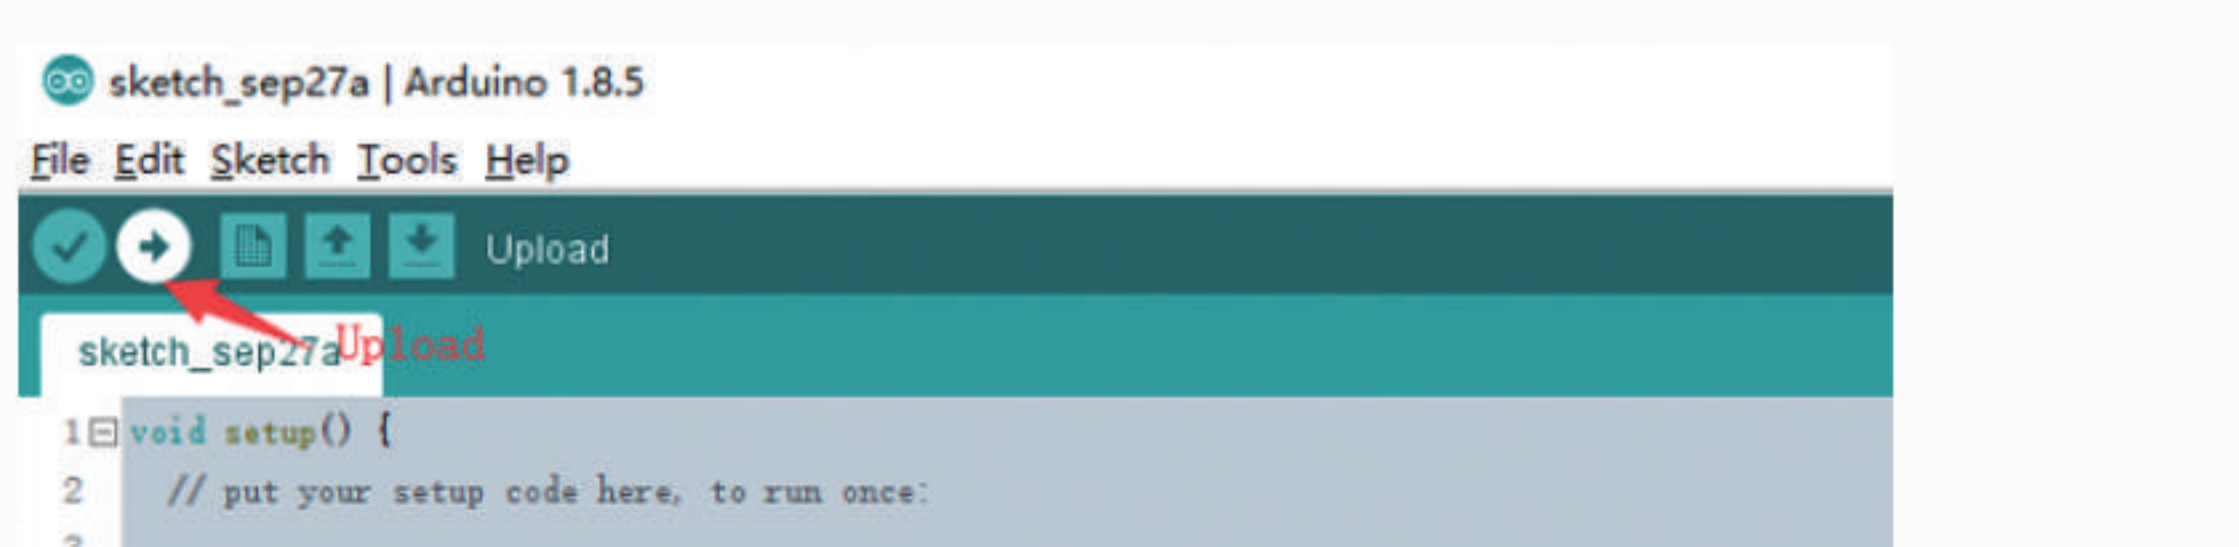 sketch_sep27a | Arduino 1.8.5
File Edit Sketch Tools Help
Upload
sketch_sep27a
Upload
1 void setup() {
2 // put your setup code here, to run once:
3